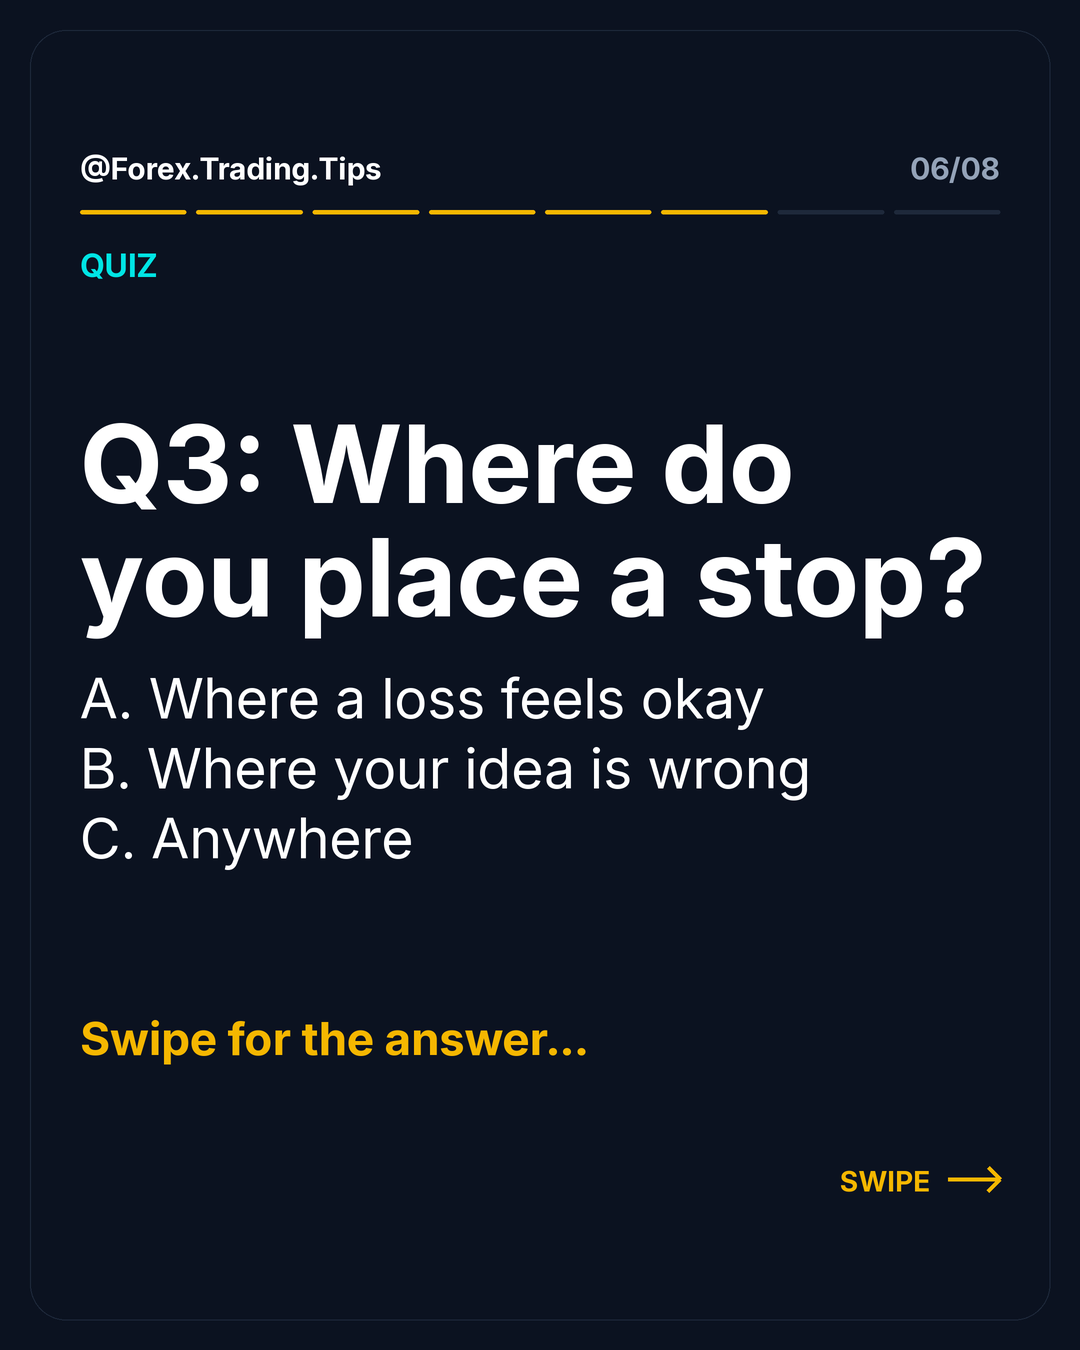 @Forex.Trading.Tips
06/08
QUIZ
Q3: Where do
you place a stop?
A. Where a loss feels okay
B. Where your idea is wrong
C. Anywhere
Swipe for the answer...
SWIPE